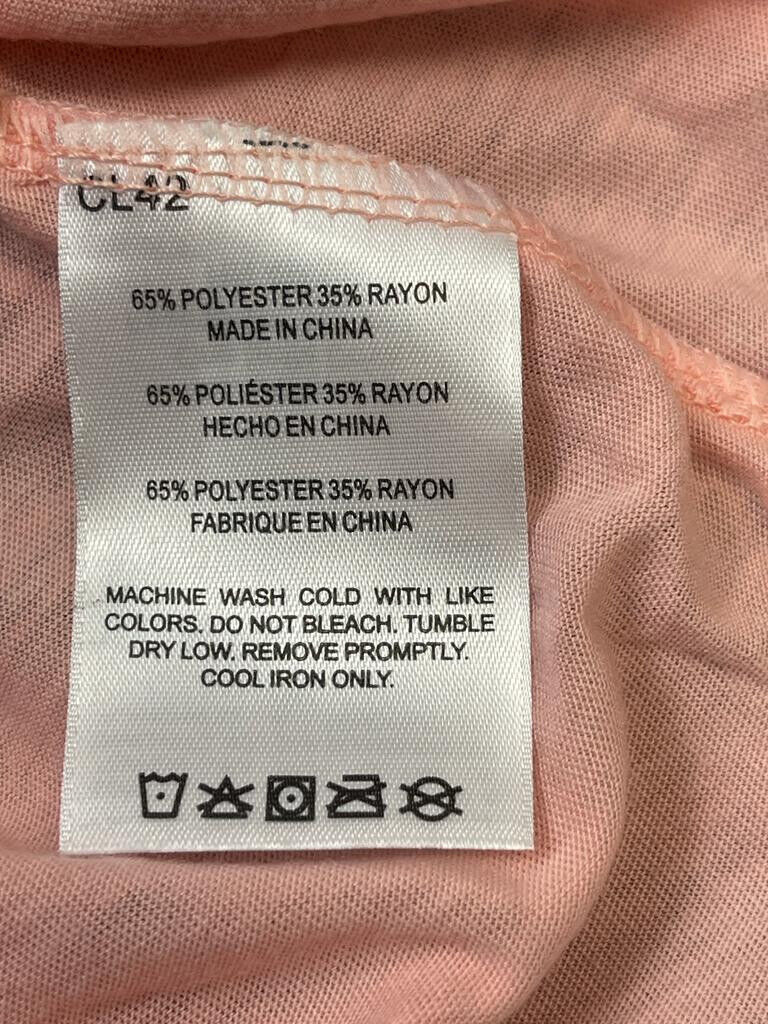 CL42
65% POLYESTER 35% RAYON
MADE IN CHINA
65% POLIÉSTER 35% RAYON
HECHO EN CHINA
65% POLYESTER 35% RAYON
FABRIQUE EN CHINA
MACHINE WASH COLD WITH LIKE
COLORS. DO NOT BLEACH. TUMBLE
DRY LOW. REMOVE PROMPTLY.
COOL IRON ONLY.